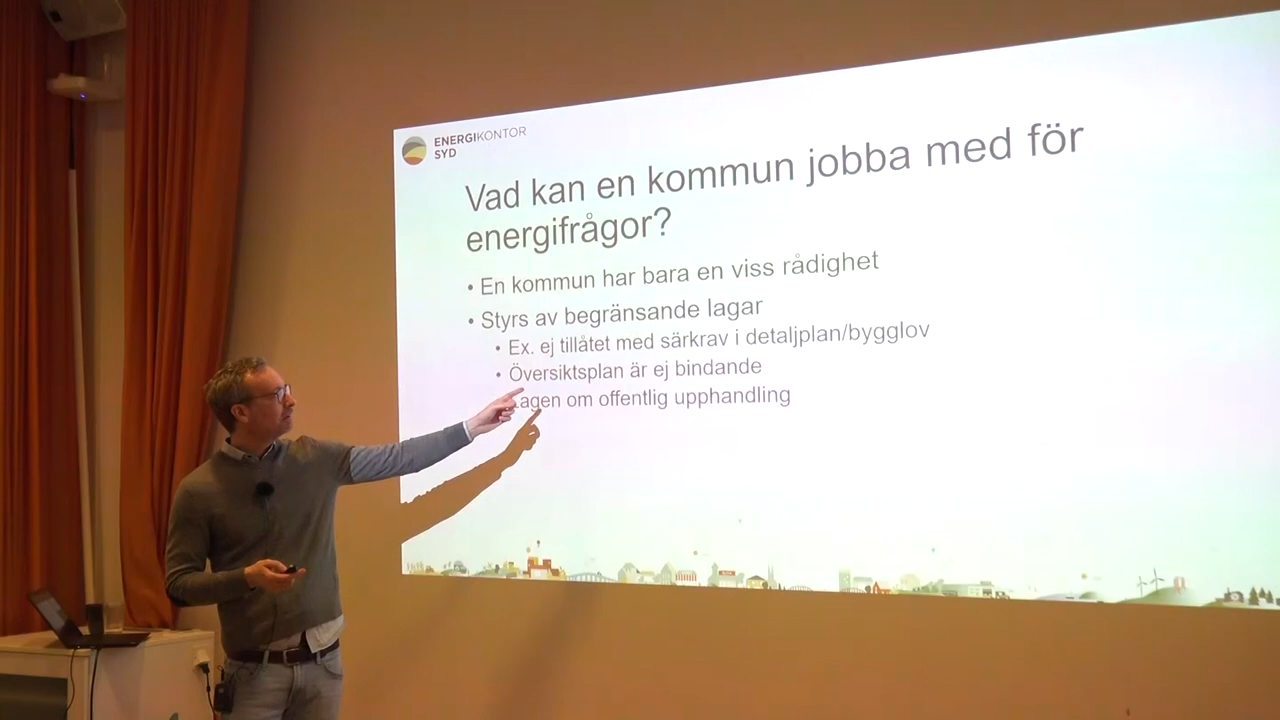 ENERGIKONTOR
SYD
Vad kan en kommun jobba med för
energifrågor?
• En kommun har bara en viss rådighet
• Styrs av begränsande lagar
• Ex. ej tillåtet med särkrav i detaljplan/bygglov
• Översiktsplan är ej bindande
Lagen om offentlig upphandling